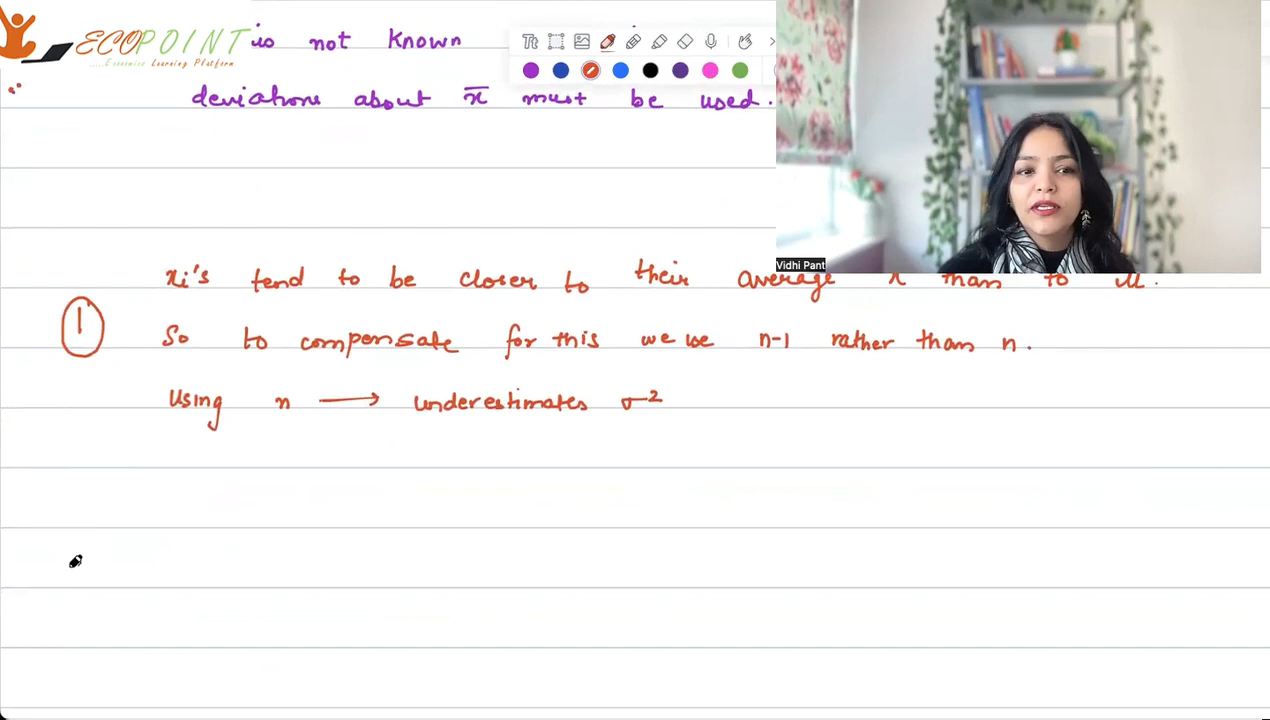 ECOPOINT
....Economics Learning Platform
is not known
∵ deviations about x̄ must be used.
Vidhi Pant
xi's tend to be closer to their average x̄ than to μ.
① So to compensate for this we use n-1 rather than n.
Using n ⟶ underestimates σ²